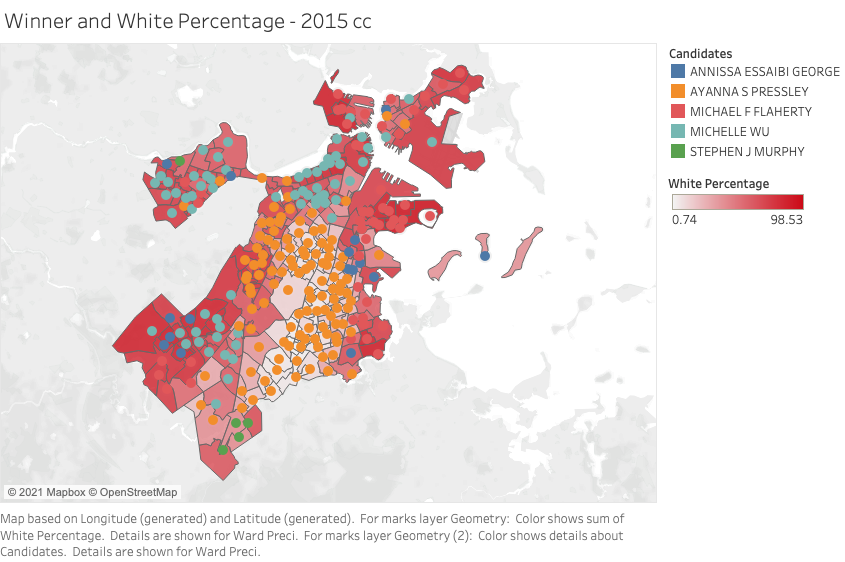 Winner and White Percentage - 2015 cc
Candidates
ANNISSA ESSAIBI GEORGE
AYANNA S PRESSLEY
MICHAEL F FLAHERTY
MICHELLE WU
STEPHEN J MURPHY
White Percentage
0.74 98.53
© 2021 Mapbox © OpenStreetMap
Map based on Longitude (generated) and Latitude (generated). For marks layer Geometry: Color shows sum of
White Percentage. Details are shown for Ward Preci. For marks layer Geometry (2): Color shows details about
Candidates. Details are shown for Ward Preci.